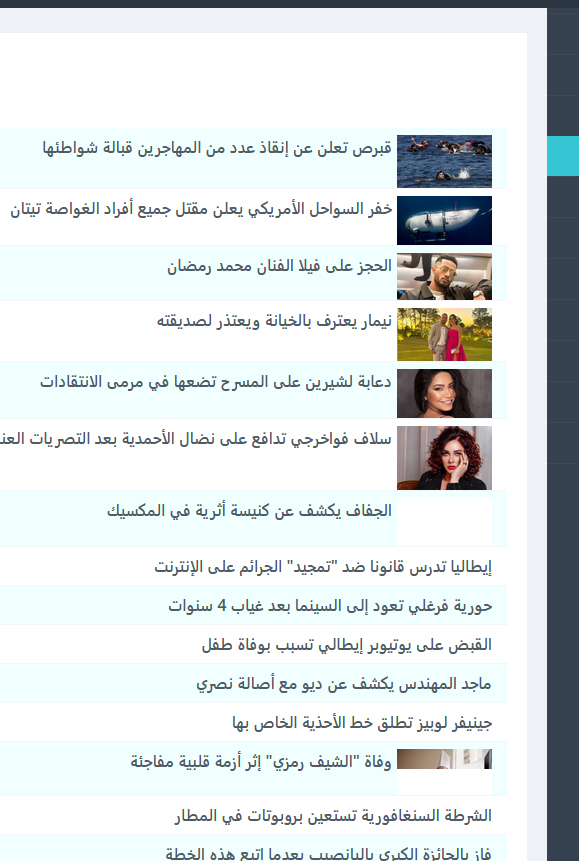 قبرص تعلن عن إنقاذ عدد من المهاجرين قبالة شواطئها
خفر السواحل الأمريكي يعلن مقتل جميع أفراد الغواصة تيتان
الحجز على فيلا الفنان محمد رمضان
نيمار يعترف بالخيانة ويعتذر لصديقته
دعابة لشيرين على المسرح تضعها في مرمى الانتقادات
سلاف فواخرجي تدافع على نضال الأحمدية بعد التصريات
الجفاف يكشف عن كنيسة أثرية في المكسيك
إيطاليا تدرس قانونا ضد "تمجيد" الجرائم على الإنترنت
حورية فرغلي تعود إلى السينما بعد غياب 4 سنوات
القبض على يوتيوبر إيطالي تسبب بوفاة طفل
ماجد المهندس يكشف عن ديو مع أصالة نصري
جينيفر لوبيز تطلق خط الأحذية الخاص بها
وفاة "الشيف رمزي" إثر أزمة قلبية مفاجئة
الشرطة السنغافورية تستعين بروبوتات في المطار
فاز بالجائزة الكبرى باليانصيب بعدما اتبع هذه الخطة